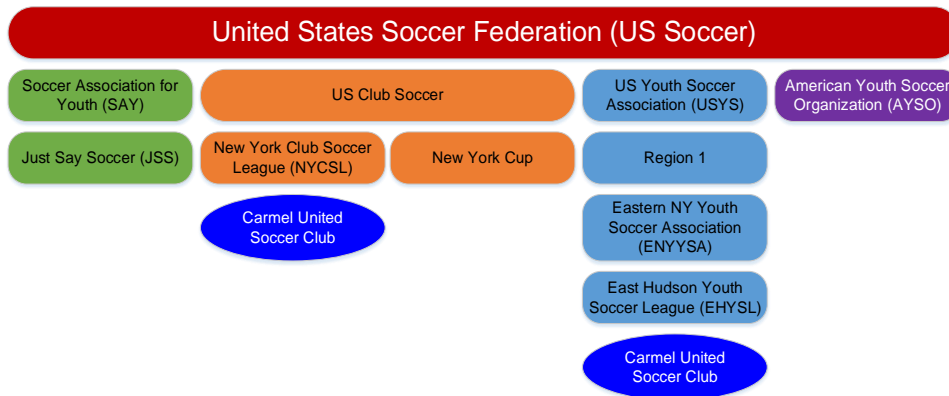 United States Soccer Federation (US Soccer)
Soccer Association for
Youth (SAY)
US Club Soccer
US Youth Soccer
Association (USYS)
American Youth Soccer
Organization (AYSO)
Just Say Soccer (JSS)
New York Club Soccer
League (NYCSL)
New York Cup
Region 1
Carmel United
Soccer Club
Eastern NY Youth
Soccer Association
(ENYYSA)
East Hudson Youth
Soccer League (EHYSL)
Carmel United
Soccer Club